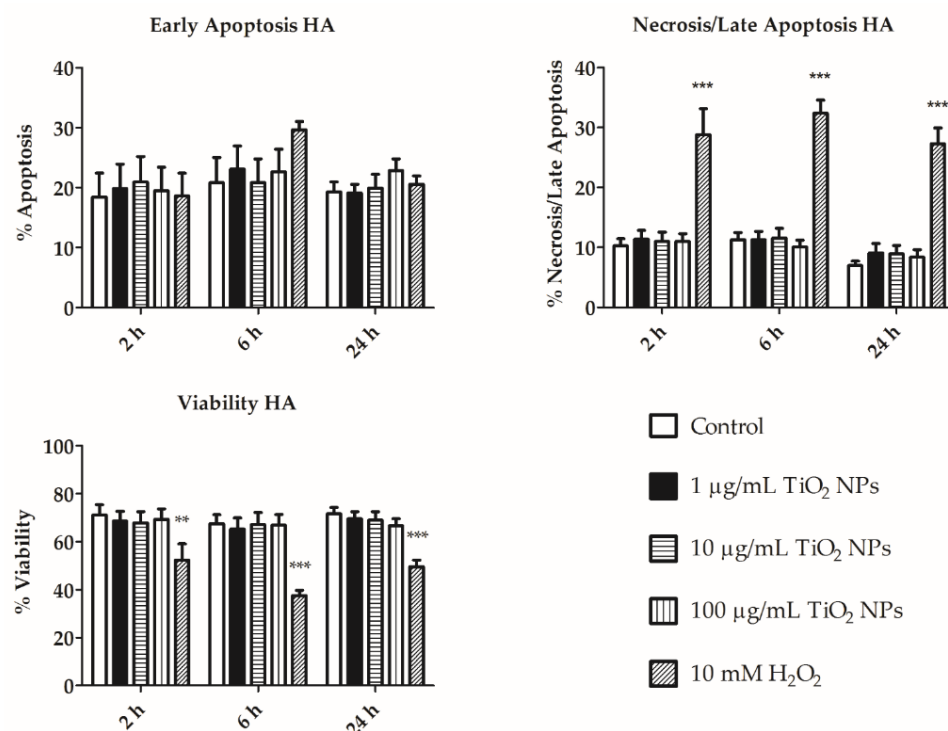 Early Apoptosis HA
% Apoptosis
40
30
20
10
0
2 h
6 h
24 h
Necrosis/Late Apoptosis HA
% Necrosis/Late Apoptosis
40
30
20
10
0
***
***
***
2 h
6 h
24 h
Viability HA
% Viability
100
80
60
40
20
0
**
***
***
2 h
6 h
24 h
Control
1 µg/mL TiO₂ NPs
10 µg/mL TiO₂ NPs
100 µg/mL TiO₂ NPs
10 mM H₂O₂